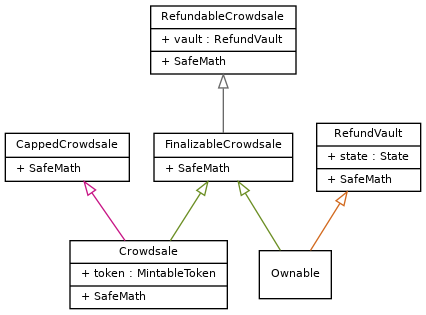 RefundableCrowdsale
+ vault : RefundVault
+ SafeMath
CappedCrowdsale
+ SafeMath
FinalizableCrowdsale
+ SafeMath
RefundVault
+ state : State
+ SafeMath
Crowdsale
+ token : MintableToken
+ SafeMath
Ownable